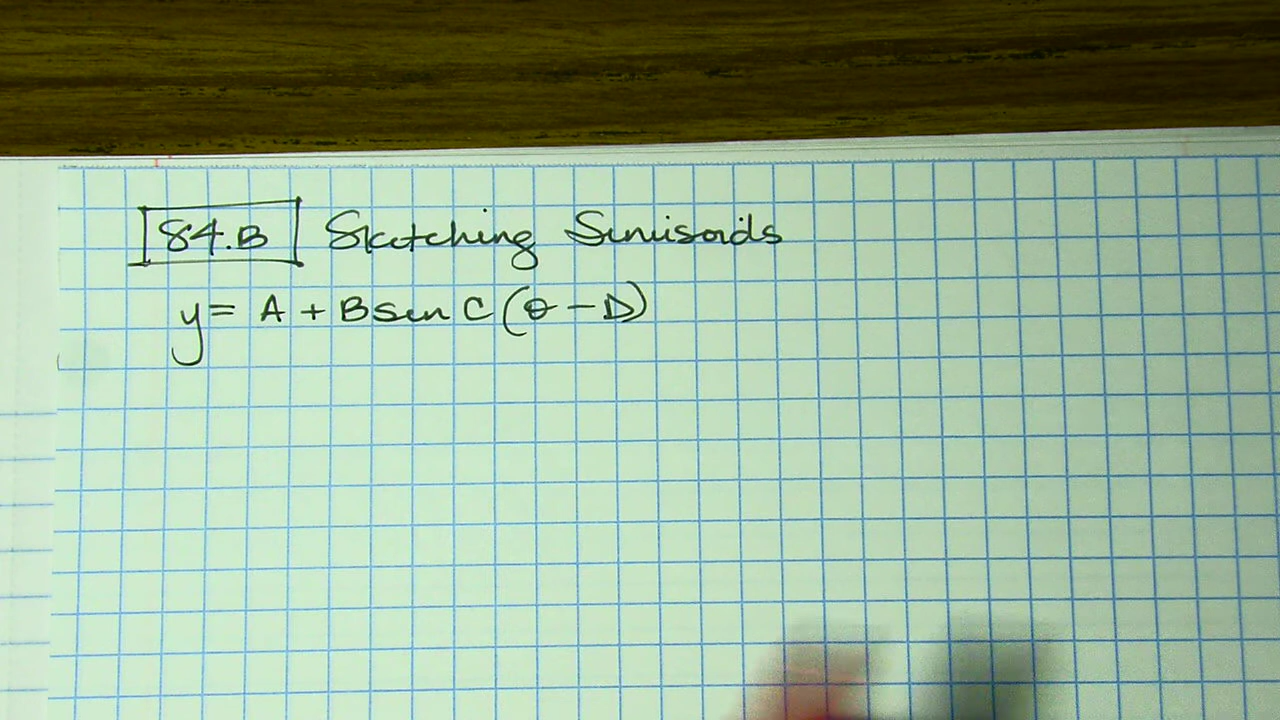 84.B Sketching Sinusoids
y = A + B sin C (θ - D)